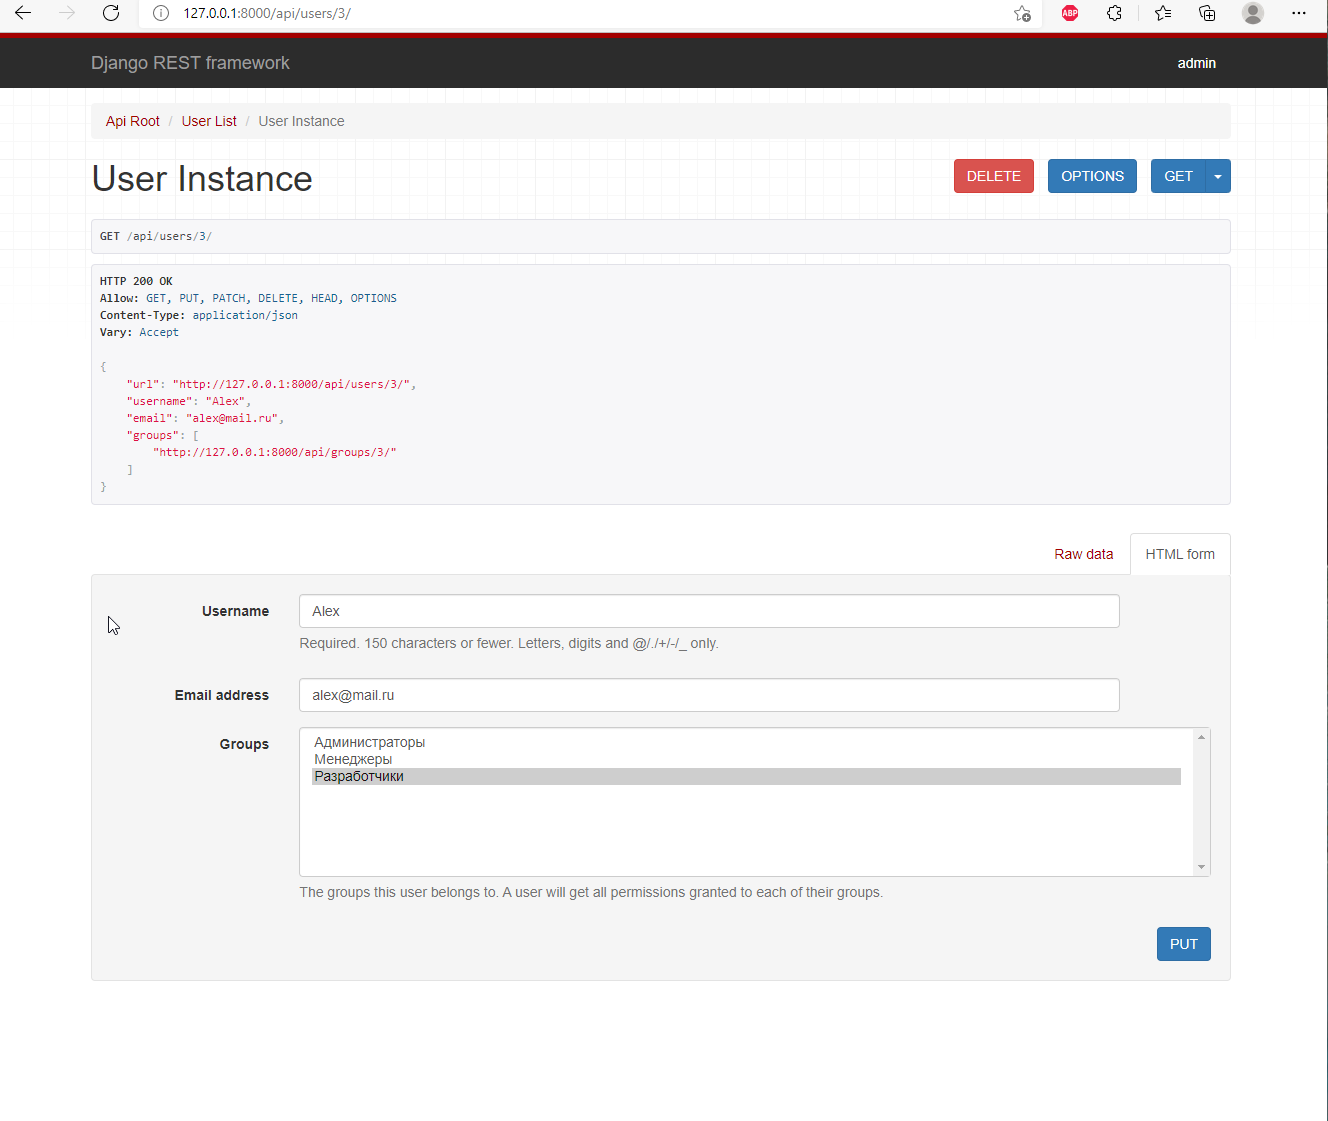 127.0.0.1:8000/api/users/3/
ABP
Django REST framework
admin
Api Root / User List / User Instance
User Instance
DELETE
OPTIONS
GET
GET /api/users/3/
HTTP 200 OK
Allow: GET, PUT, PATCH, DELETE, HEAD, OPTIONS
Content-Type: application/json
Vary: Accept
{
"url": "http://127.0.0.1:8000/api/users/3/",
"username": "Alex",
"email": "alex@mail.ru",
"groups": [
"http://127.0.0.1:8000/api/groups/3/"
]
}
Raw data
HTML form
Username
Alex
Required. 150 characters or fewer. Letters, digits and @/./+/-/_ only.
Email address
alex@mail.ru
Groups
Администраторы
Менеджеры
Разработчики
The groups this user belongs to. A user will get all permissions granted to each of their groups.
PUT